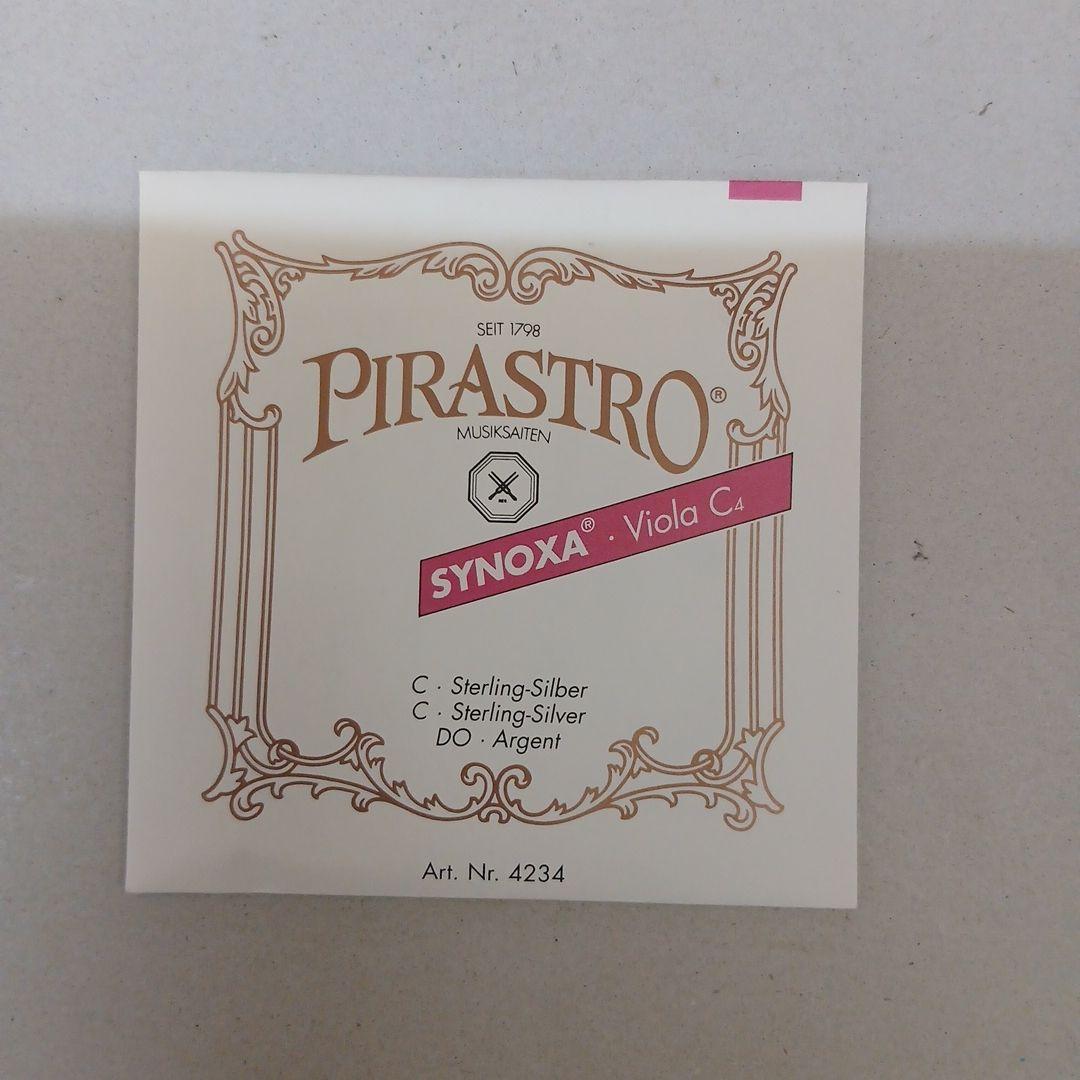 SEIT 1798
PIRASTRO®
MUSIKSAITEN
SYNOXA® · Viola C4
C · Sterling-Silber
C · Sterling-Silver
DO · Argent
Art. Nr. 4234